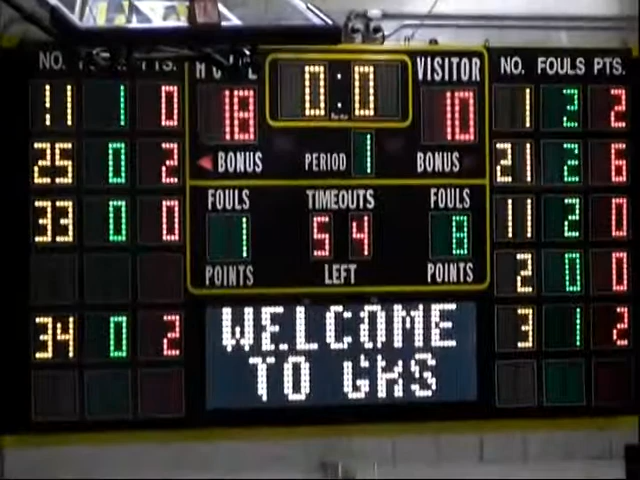 NO. PTS. HOME 0:0 VISITOR NO. FOULS PTS.
11 1 0 18 10 1 2 2
25 0 2 BONUS PERIOD 1 BONUS 21 2 6
33 0 0 FOULS TIMEOUTS FOULS 11 2 0
1 5 4 8
POINTS LEFT POINTS 2 0 0
34 0 2 WELCOME 3 1 2
TO GHS